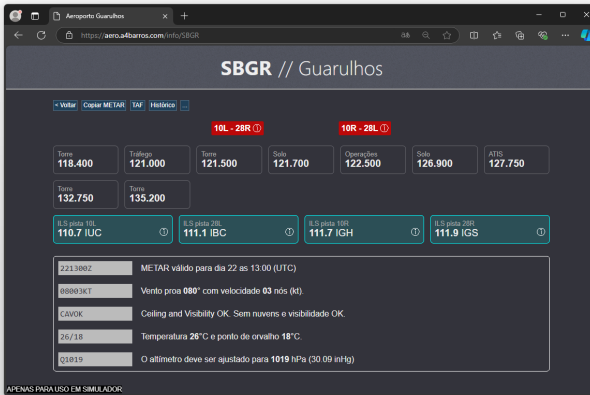 Aeroporto Guarulhos
https://aero.a4barros.com/info/SBGR
SBGR // Guarulhos
< Voltar Copiar METAR TAF Histórico ...
10L - 28R 10R - 28L
Torre Tráfego Torre Solo Operações Solo ATIS
118.400 121.000 121.500 121.700 122.500 126.900 127.750
Torre Torre
132.750 135.200
ILS pista 10L ILS pista 28L ILS pista 10R ILS pista 28R
110.7 IUC 111.1 IBC 111.7 IGH 111.9 IGS
221300Z METAR válido para dia 22 as 13:00 (UTC)
08003KT Vento proa 080° com velocidade 03 nós (kt).
CAVOK Ceiling and Visibility OK. Sem nuvens e visibilidade OK.
26/18 Temperatura 26°C e ponto de orvalho 18°C.
Q1019 O altímetro deve ser ajustado para 1019 hPa (30.09 inHg)
APENAS PARA USO EM SIMULADOR